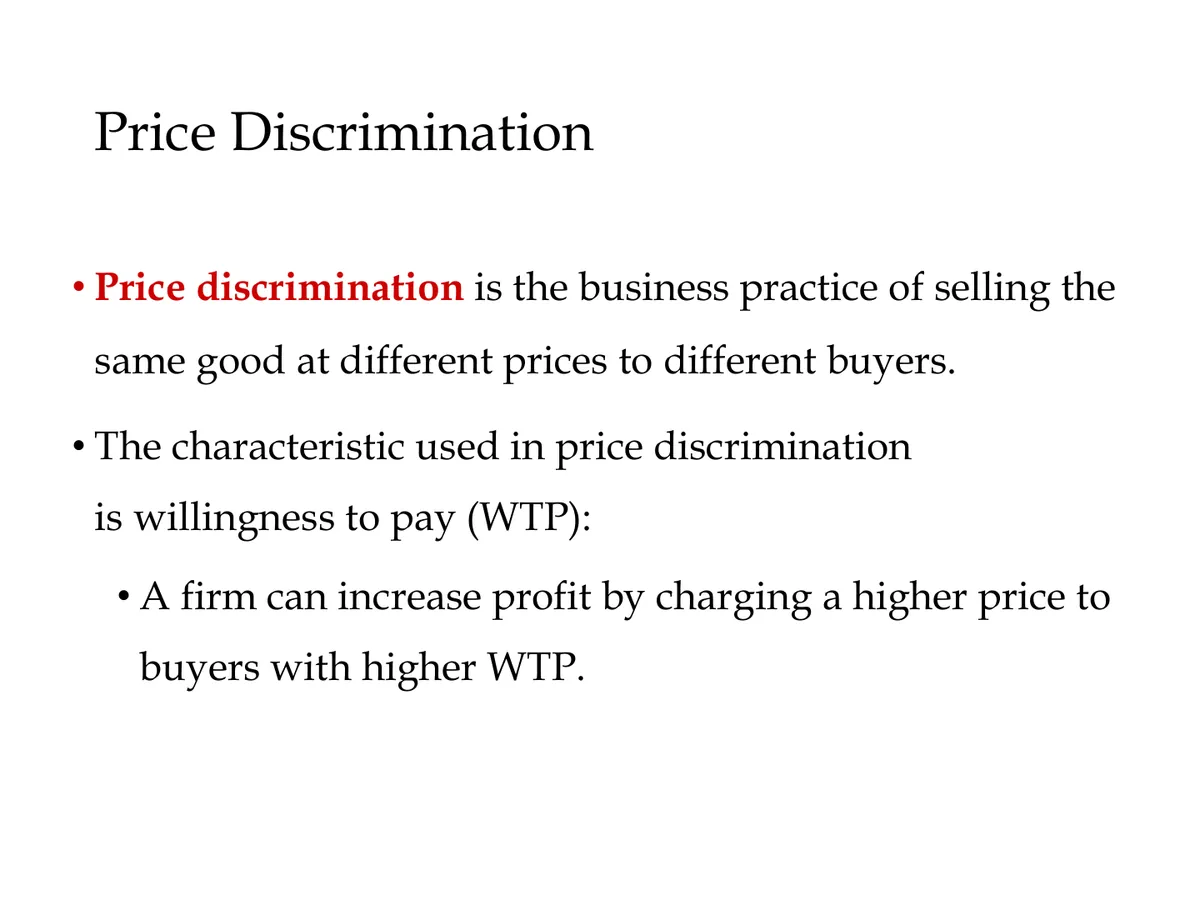 Price Discrimination
• Price discrimination is the business practice of selling the
same good at different prices to different buyers.
• The characteristic used in price discrimination
is willingness to pay (WTP):
• A firm can increase profit by charging a higher price to
buyers with higher WTP.